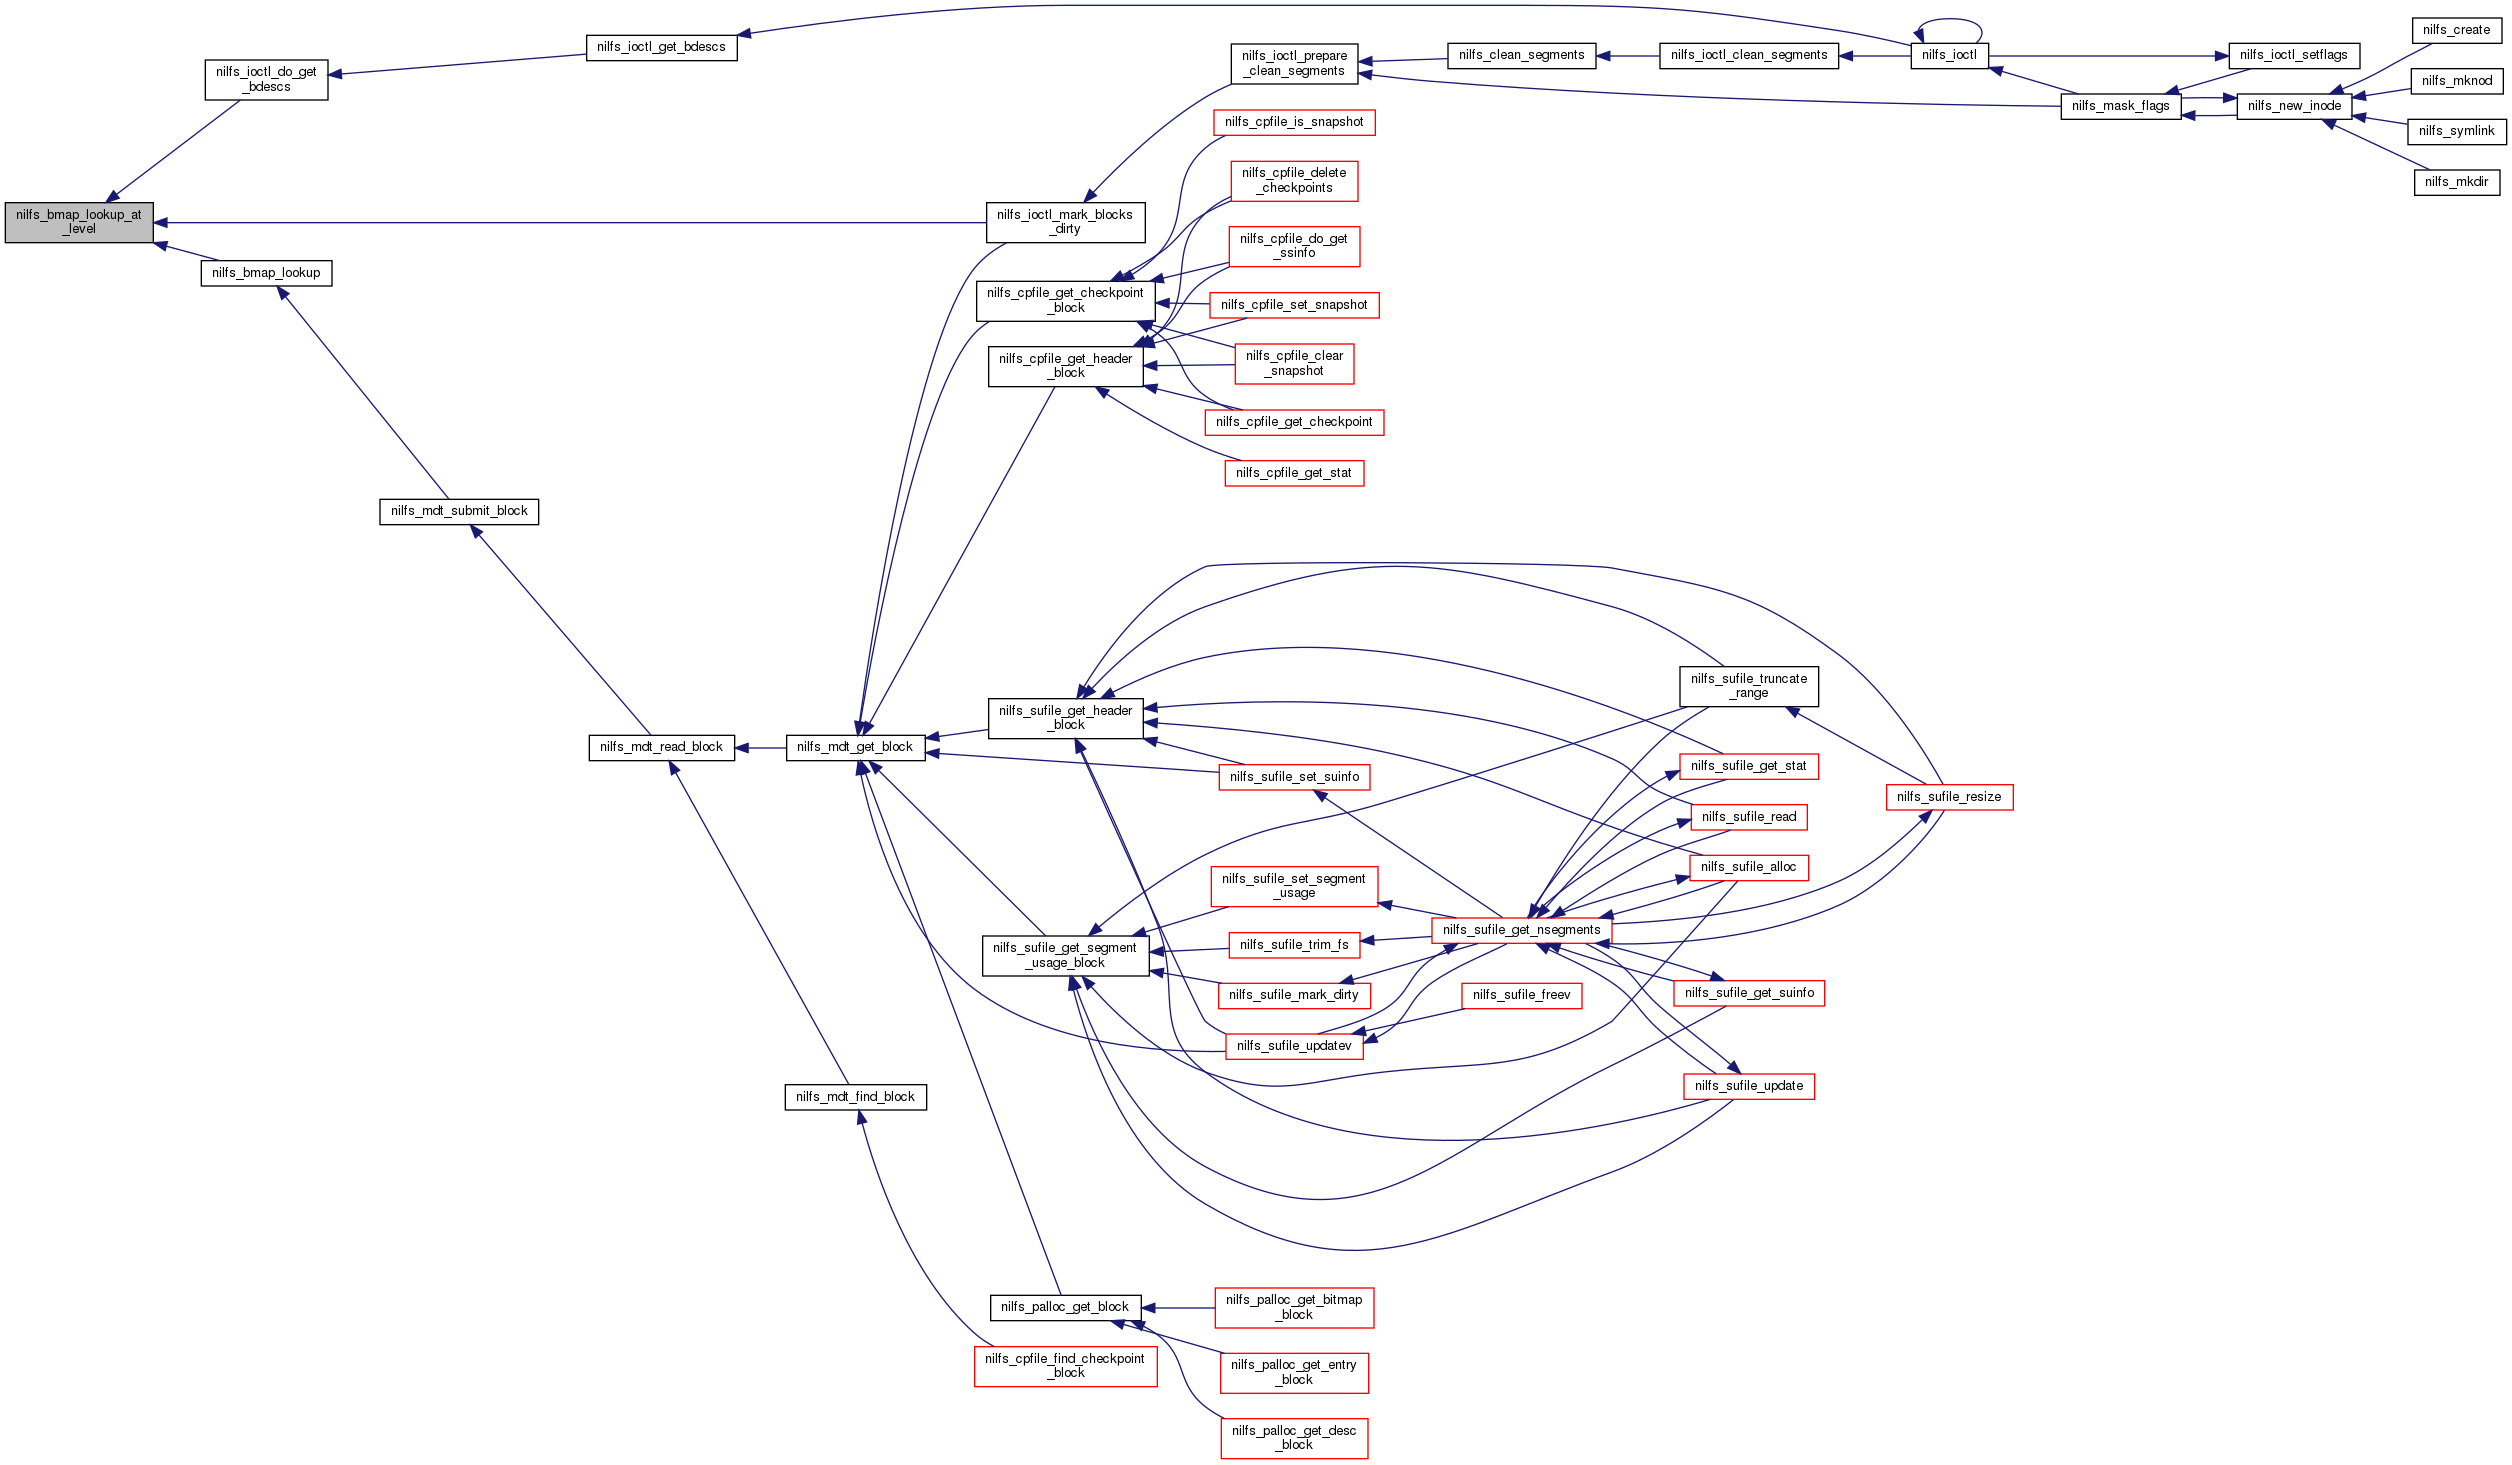 nilfs_bmap_lookup_at
_level
nilfs_ioctl_do_get
_bdescs
nilfs_bmap_lookup
nilfs_mdt_submit_block
nilfs_ioctl_get_bdescs
nilfs_mdt_read_block
nilfs_mdt_get_block
nilfs_mdt_find_block
nilfs_ioctl_mark_blocks
_dirty
nilfs_cpfile_get_checkpoint
_block
nilfs_cpfile_get_header
_block
nilfs_sufile_get_header
_block
nilfs_sufile_get_segment
_usage_block
nilfs_palloc_get_block
nilfs_cpfile_find_checkpoint
_block
nilfs_ioctl_prepare
_clean_segments
nilfs_cpfile_is_snapshot
nilfs_cpfile_delete
_checkpoints
nilfs_cpfile_do_get
_ssinfo
nilfs_cpfile_set_snapshot
nilfs_cpfile_clear
_snapshot
nilfs_cpfile_get_checkpoint
nilfs_cpfile_get_stat
nilfs_sufile_set_suinfo
nilfs_sufile_set_segment
_usage
nilfs_sufile_trim_fs
nilfs_sufile_mark_dirty
nilfs_sufile_updatev
nilfs_palloc_get_bitmap
_block
nilfs_palloc_get_entry
_block
nilfs_palloc_get_desc
_block
nilfs_clean_segments
nilfs_sufile_get_nsegments
nilfs_sufile_freev
nilfs_ioctl_clean_segments
nilfs_sufile_truncate
_range
nilfs_sufile_get_stat
nilfs_sufile_read
nilfs_sufile_alloc
nilfs_sufile_get_suinfo
nilfs_sufile_update
nilfs_ioctl
nilfs_sufile_resize
nilfs_mask_flags
nilfs_ioctl_setflags
nilfs_new_inode
nilfs_create
nilfs_mknod
nilfs_symlink
nilfs_mkdir